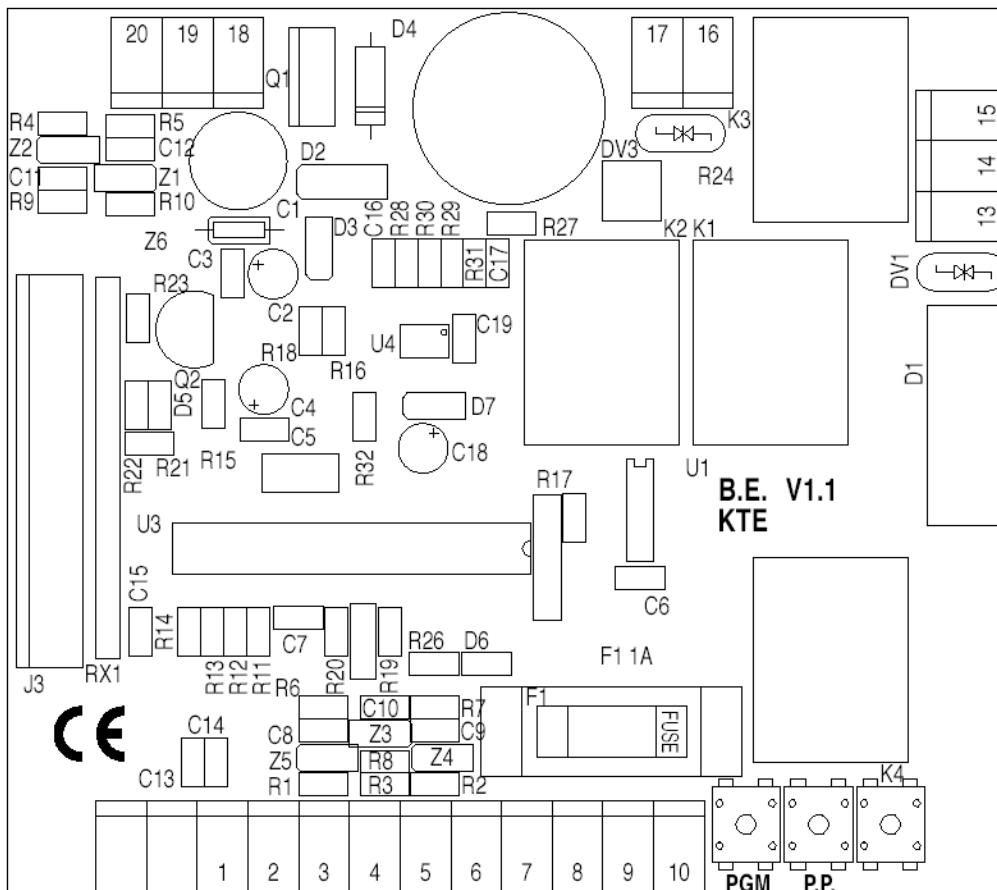 20 19 18
D4
17 16
Q1
K3
15
R4
R5
Z2
C12
D2
DV3
14
C11
Z1
R24
R9
R10
C1
D3
C16
R28
R30
R29
R27
K2 K1
13
Z6
C3
R31
C17
DV1
R23
C2
C19
U4
R18
R16
D1
Q2
D5
C4
D7
C5
C18
R22
R21
R15
R32
U1
R17
B.E. V1.1
KTE
U3
C15
C6
R14
C7
R26
D6
F1 1A
J3
RX1
R13
R12
R11
R20
R19
R6
C10
R7
F1
C14
C8
Z3
C9
FUSE
CE
C13
Z5
R8
Z4
R1
R3
R2
K4
1 2 3 4 5 6 7 8 9 10
PGM P.P.